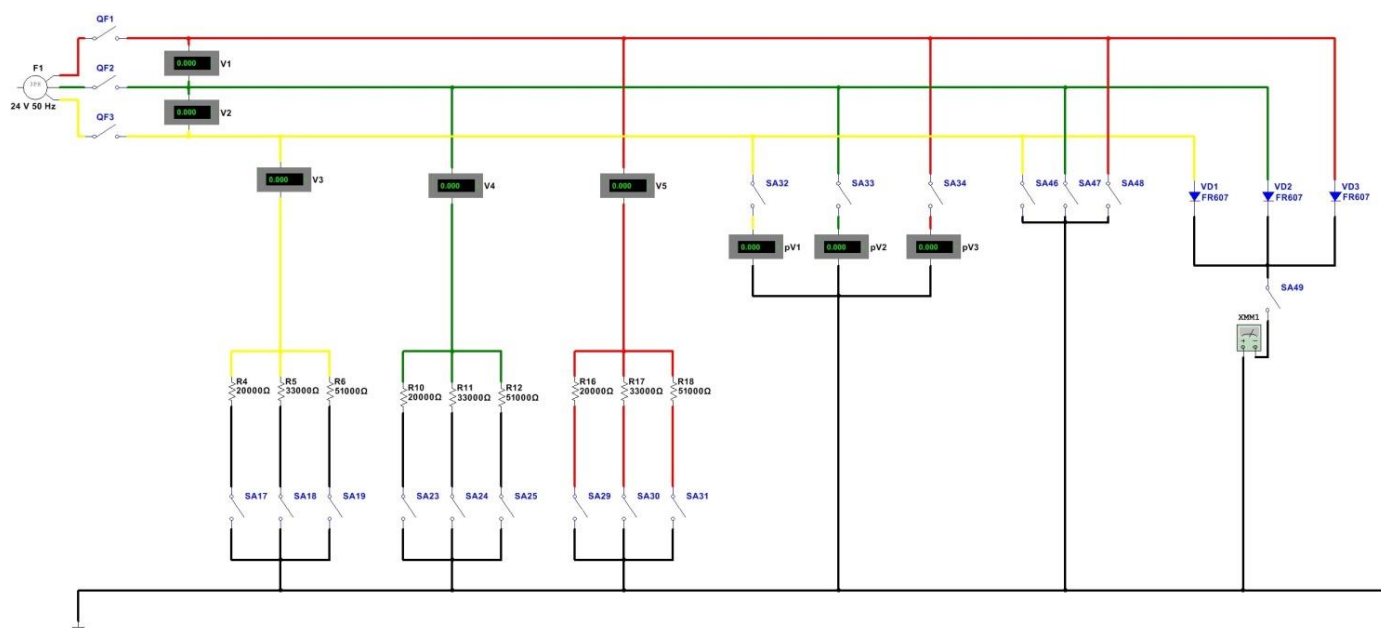 QF1
0.000 V1
F1
3PH
QF2
24 V 50 Hz
0.000 V2
QF3
0.000 V3
0.000 V4
0.000 V5
SA32
SA33
SA34
SA46
SA47
SA48
VD1
FR607
VD2
FR607
VD3
FR607
0.000 pV1
0.000 pV2
0.000 pV3
SA49
XMM1
R4
20000Ω
R5
33000Ω
R6
51000Ω
R10
20000Ω
R11
33000Ω
R12
51000Ω
R16
20000Ω
R17
33000Ω
R18
51000Ω
SA17
SA18
SA19
SA23
SA24
SA25
SA29
SA30
SA31